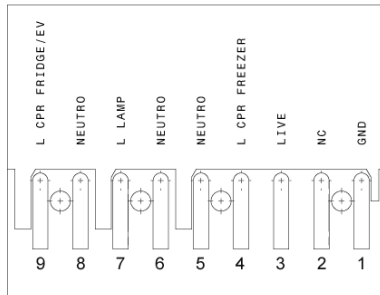 L CPR FRIDGE/EV
NEUTRO
L LAMP
NEUTRO
NEUTRO
L CPR FREEZER
LIVE
NC
GND
9 8 7 6 5 4 3 2 1